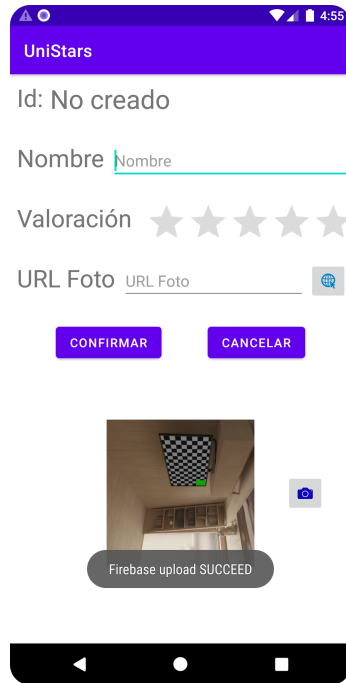 4:55
UniStars
Id: No creado
Nombre Nombre
Valoración
URL Foto URL Foto
CONFIRMAR CANCELAR
Firebase upload SUCCEED